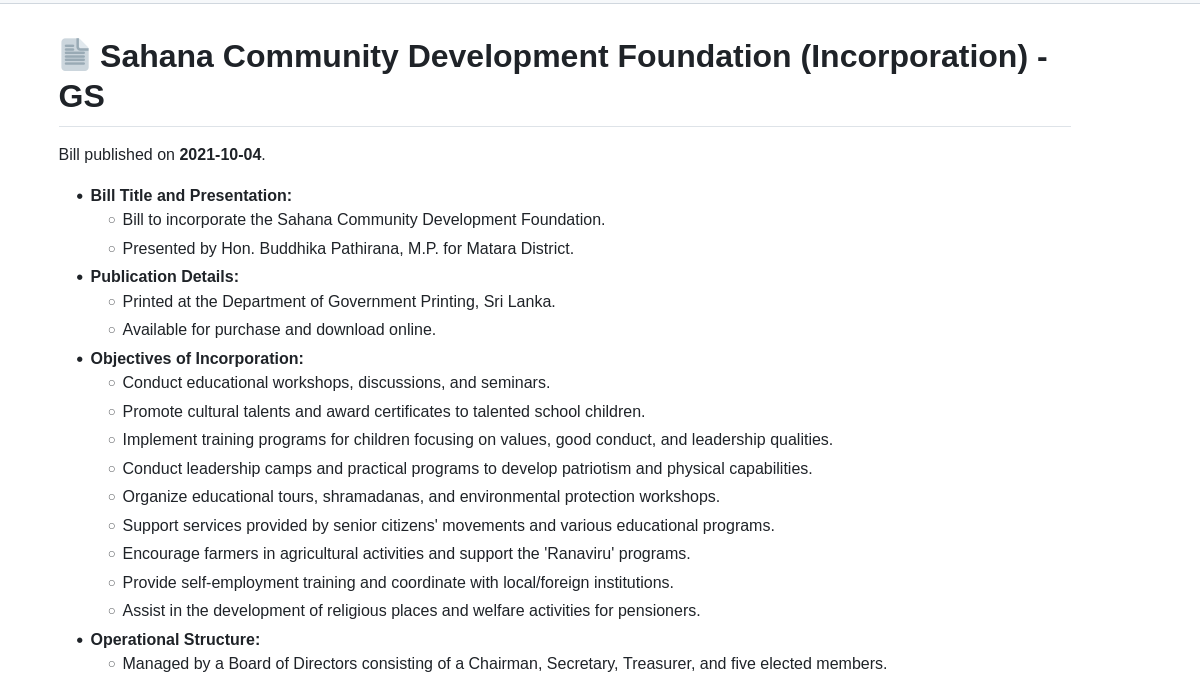 Sahana Community Development Foundation (Incorporation) -
GS
Bill published on 2021-10-04.
• Bill Title and Presentation:
○ Bill to incorporate the Sahana Community Development Foundation.
○ Presented by Hon. Buddhika Pathirana, M.P. for Matara District.
• Publication Details:
○ Printed at the Department of Government Printing, Sri Lanka.
○ Available for purchase and download online.
• Objectives of Incorporation:
○ Conduct educational workshops, discussions, and seminars.
○ Promote cultural talents and award certificates to talented school children.
○ Implement training programs for children focusing on values, good conduct, and leadership qualities.
○ Conduct leadership camps and practical programs to develop patriotism and physical capabilities.
○ Organize educational tours, shramadanas, and environmental protection workshops.
○ Support services provided by senior citizens' movements and various educational programs.
○ Encourage farmers in agricultural activities and support the 'Ranaviru' programs.
○ Provide self-employment training and coordinate with local/foreign institutions.
○ Assist in the development of religious places and welfare activities for pensioners.
• Operational Structure:
○ Managed by a Board of Directors consisting of a Chairman, Secretary, Treasurer, and five elected members.